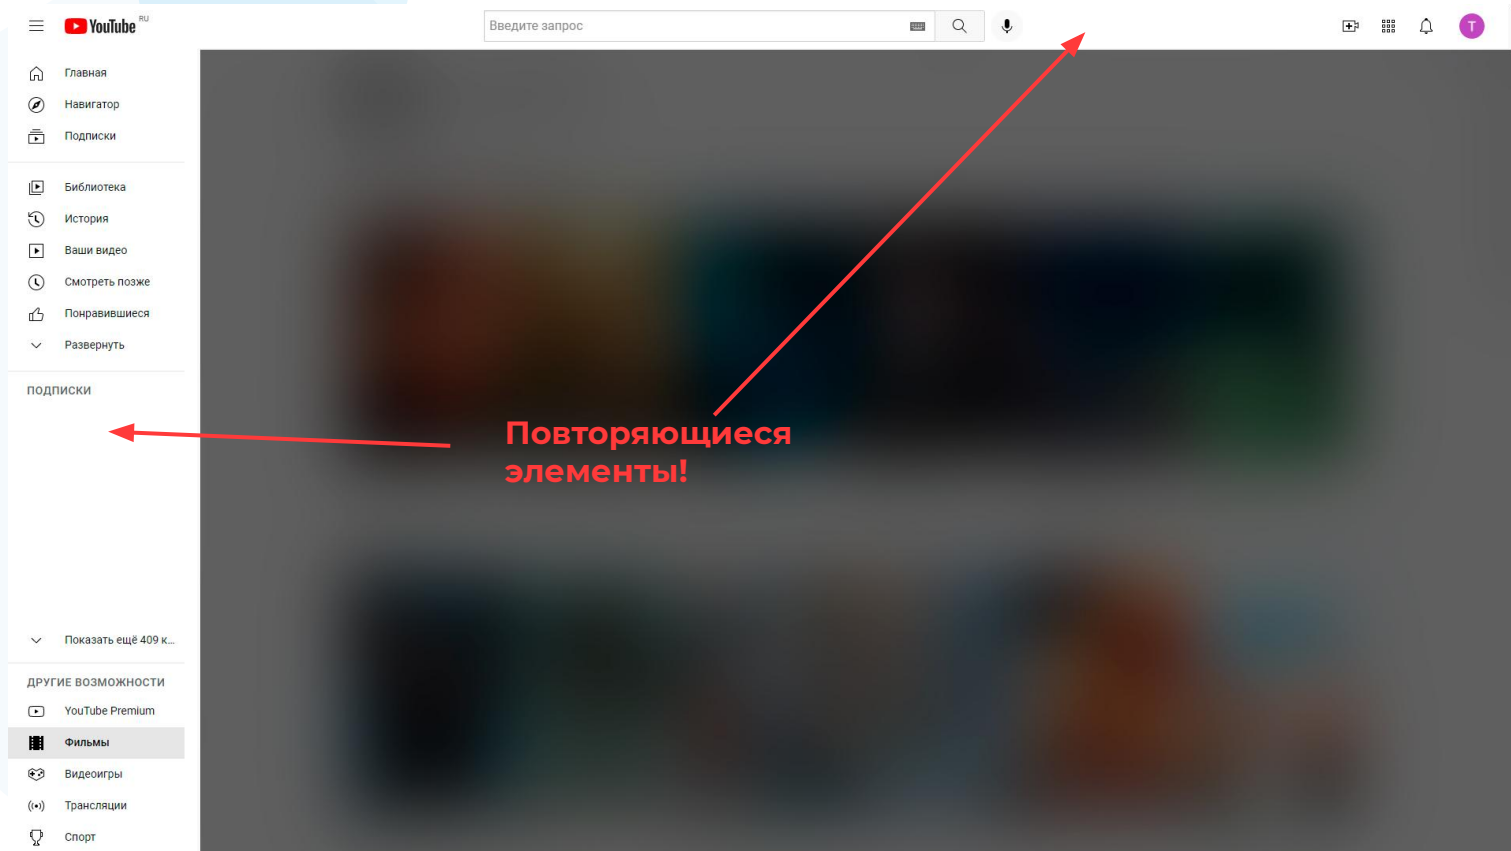 YouTube RU
Введите запрос
T
Главная
Навигатор
Подписки
Библиотека
История
Ваши видео
Смотреть позже
Понравившиеся
Развернуть
ПОДПИСКИ
Повторяющиеся
элементы!
Показать ещё 409 к...
ДРУГИЕ ВОЗМОЖНОСТИ
YouTube Premium
Фильмы
Видеоигры
Трансляции
Спорт